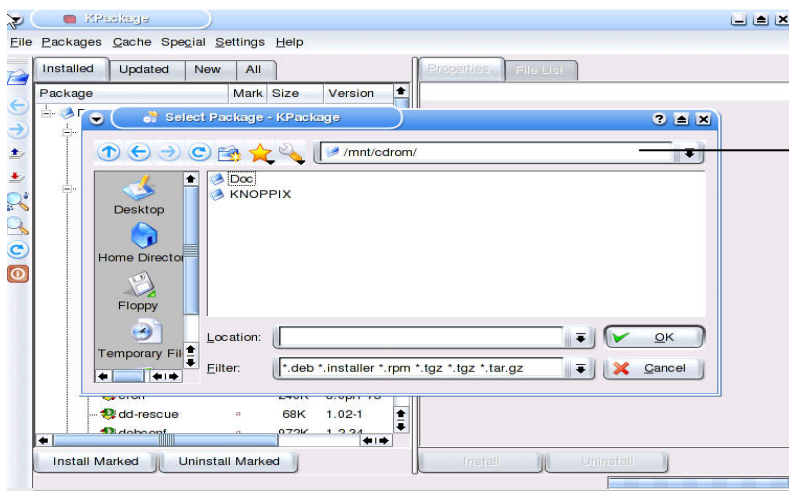 KPackage
File Packages Cache Special Settings Help
Installed Updated New All
Properties File List
Package Mark Size Version
Select Package - KPackage
/mnt/cdrom/
Desktop
Home Director
Floppy
Temporary Fil
Doc
KNOPPIX
Location:
Filter: *.deb *.installer *.rpm *.tgz *.tgz *.tar.gz
OK
Cancel
dd-rescue 68K 1.02-1
Install Marked Uninstall Marked
Install Uninstall